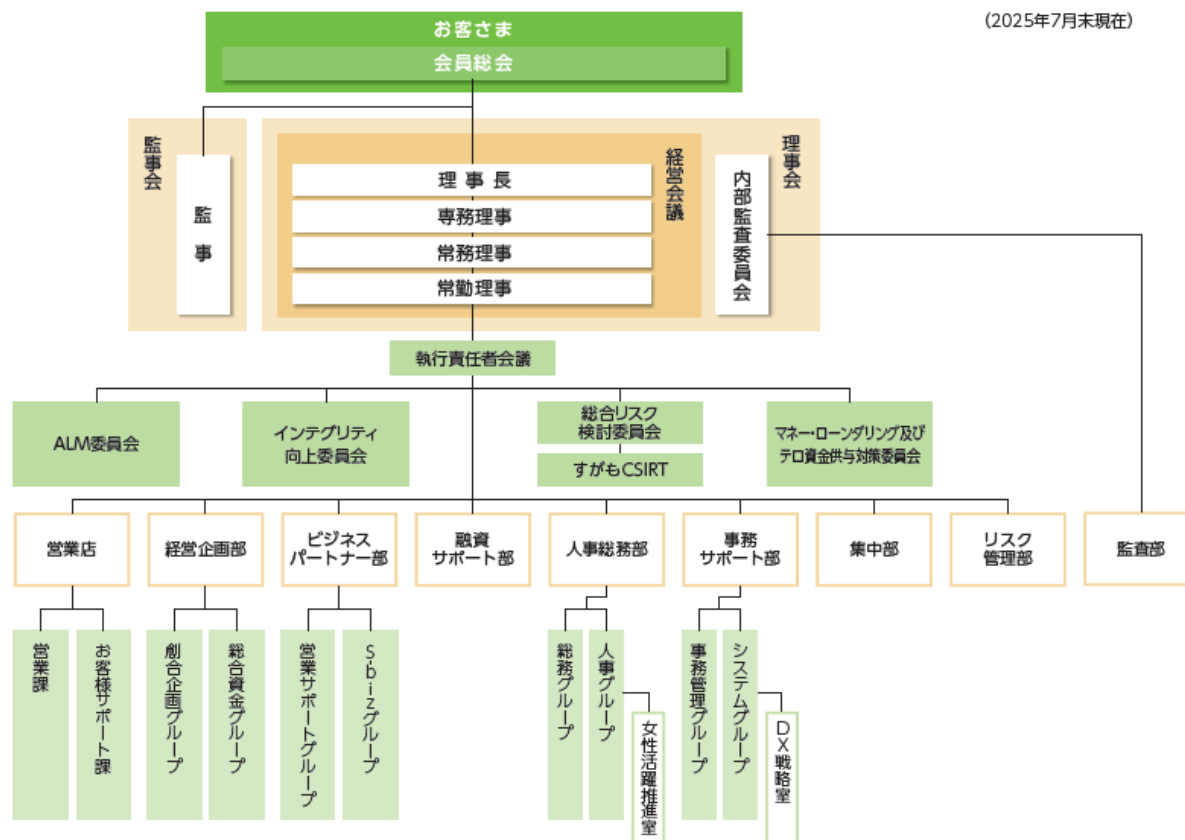 (2025年7月末現在)
お客さま
会員総会
監事会
監事
経営会議
理事長
専務理事
常務理事
常勤理事
理事会
内部監査委員会
執行責任者会議
ALM委員会
インテグリティ
向上委員会
総合リスク
検討委員会
すがもCSIRT
マネー・ローンダリング及び
テロ資金供与対策委員会
営業店
経営企画部
ビジネス
パートナー部
融資
サポート部
人事総務部
事務
サポート部
集中部
リスク
管理部
監査部
営業課
お客様サポート課
創合企画グループ
総合資金グループ
営業サポートグループ
S-bizグループ
総務グループ
人事グループ
女性活躍推進室
事務管理グループ
システムグループ
DX戦略室